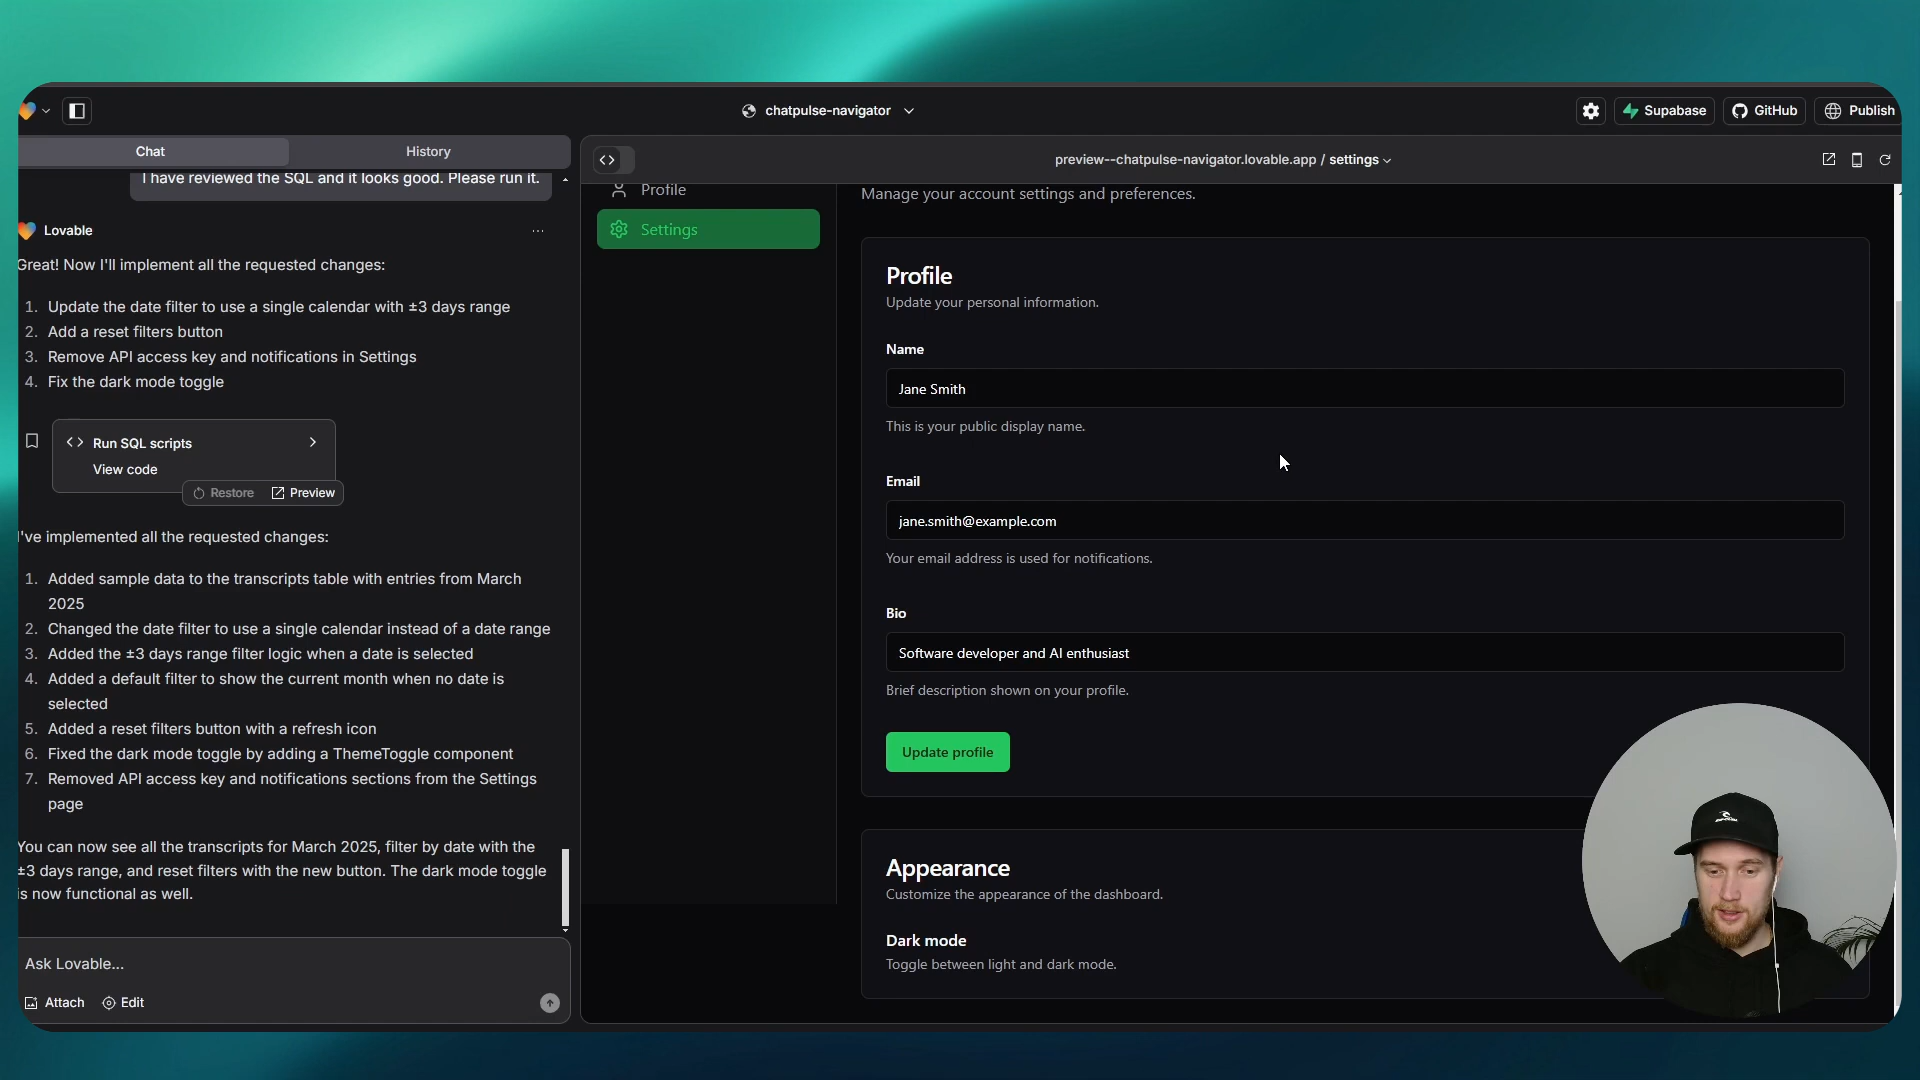 chatpulse-navigator
Supabase
GitHub
Publish
Chat
History
I have reviewed the SQL and it looks good. Please run it.
Lovable
Great! Now I'll implement all the requested changes:
1. Update the date filter to use a single calendar with ±3 days range
2. Add a reset filters button
3. Remove API access key and notifications in Settings
4. Fix the dark mode toggle
Run SQL scripts
View code
Restore
Preview
I've implemented all the requested changes:
1. Added sample data to the transcripts table with entries from March
2025
2. Changed the date filter to use a single calendar instead of a date range
3. Added the ±3 days range filter logic when a date is selected
4. Added a default filter to show the current month when no date is
selected
5. Added a reset filters button with a refresh icon
6. Fixed the dark mode toggle by adding a ThemeToggle component
7. Removed API access key and notifications sections from the Settings
page
You can now see all the transcripts for March 2025, filter by date with the
±3 days range, and reset filters with the new button. The dark mode toggle
is now functional as well.
Ask Lovable...
Attach
Edit
preview--chatpulse-navigator.lovable.app / settings
Profile
Settings
Manage your account settings and preferences.
Profile
Update your personal information.
Name
Jane Smith
This is your public display name.
Email
jane.smith@example.com
Your email address is used for notifications.
Bio
Software developer and AI enthusiast
Brief description shown on your profile.
Update profile
Appearance
Customize the appearance of the dashboard.
Dark mode
Toggle between light and dark mode.